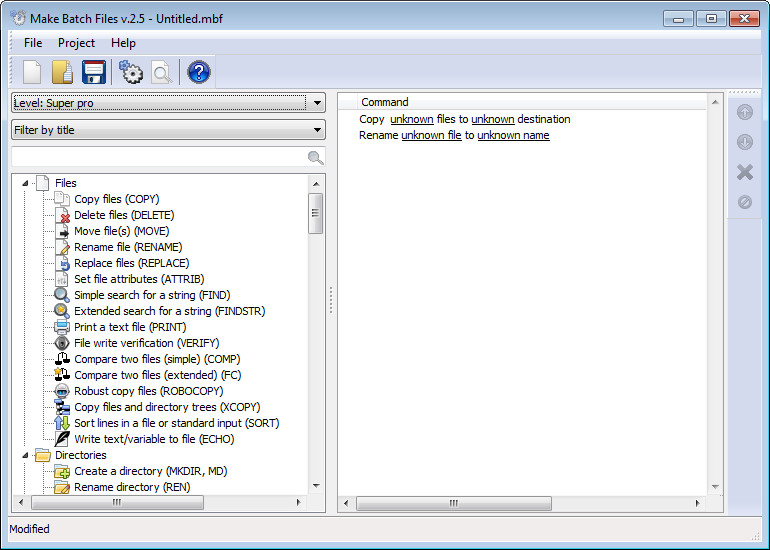 Make Batch Files v.2.5 - Untitled.mbf
File Project Help
Level: Super pro
Filter by title
Files
Copy files (COPY)
Delete files (DELETE)
Move file(s) (MOVE)
Rename file (RENAME)
Replace files (REPLACE)
Set file attributes (ATTRIB)
Simple search for a string (FIND)
Extended search for a string (FINDSTR)
Print a text file (PRINT)
File write verification (VERIFY)
Compare two files (simple) (COMP)
Compare two files (extended) (FC)
Robust copy files (ROBOCOPY)
Copy files and directory trees (XCOPY)
Sort lines in a file or standard input (SORT)
Write text/variable to file (ECHO)
Directories
Create a directory (MKDIR, MD)
Rename directory (REN)
Command
Copy unknown files to unknown destination
Rename unknown file to unknown name
Modified